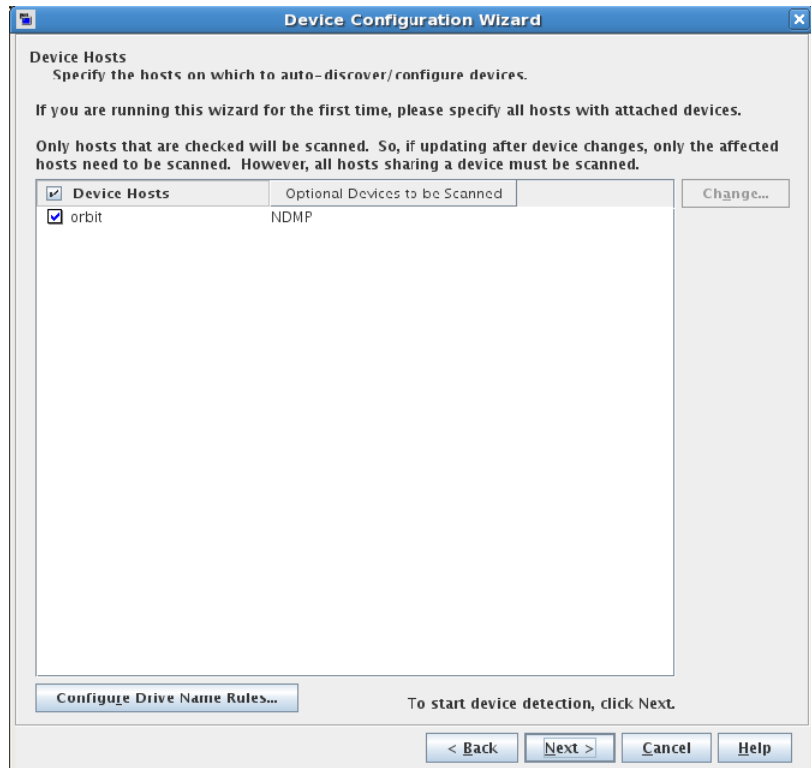 Device Configuration Wizard
Device Hosts
Specify the hosts on which to auto-discover/configure devices.
If you are running this wizard for the first time, please specify all hosts with attached devices.
Only hosts that are checked will be scanned. So, if updating after device changes, only the affected
hosts need to be scanned. However, all hosts sharing a device must be scanned.
Device Hosts Optional Devices to be Scanned Change...
orbit NDMP
Configure Drive Name Rules... To start device detection, click Next.
< Back Next > Cancel Help